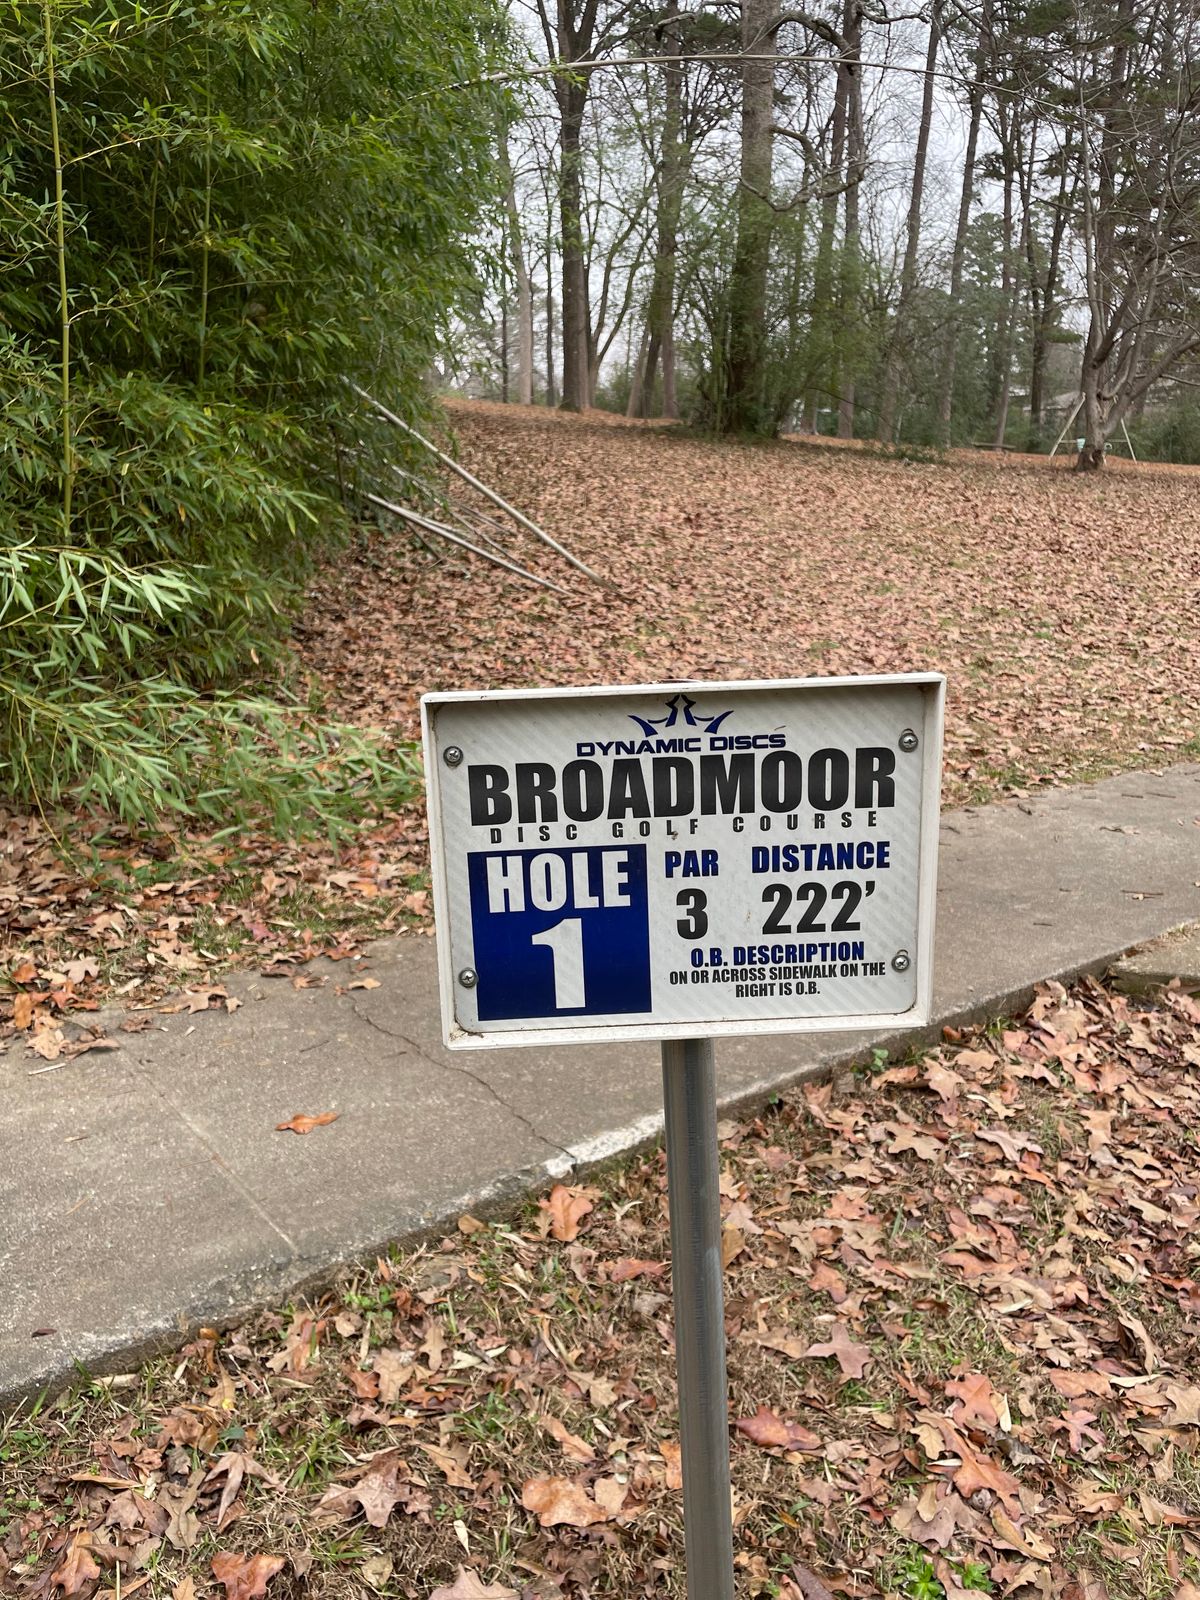 DYNAMIC DISCS
BROADMOOR
DISC GOLF COURSE
HOLE
1
PAR
3
DISTANCE
222'
O.B. DESCRIPTION
ON OR ACROSS SIDEWALK ON THE
RIGHT IS O.B.